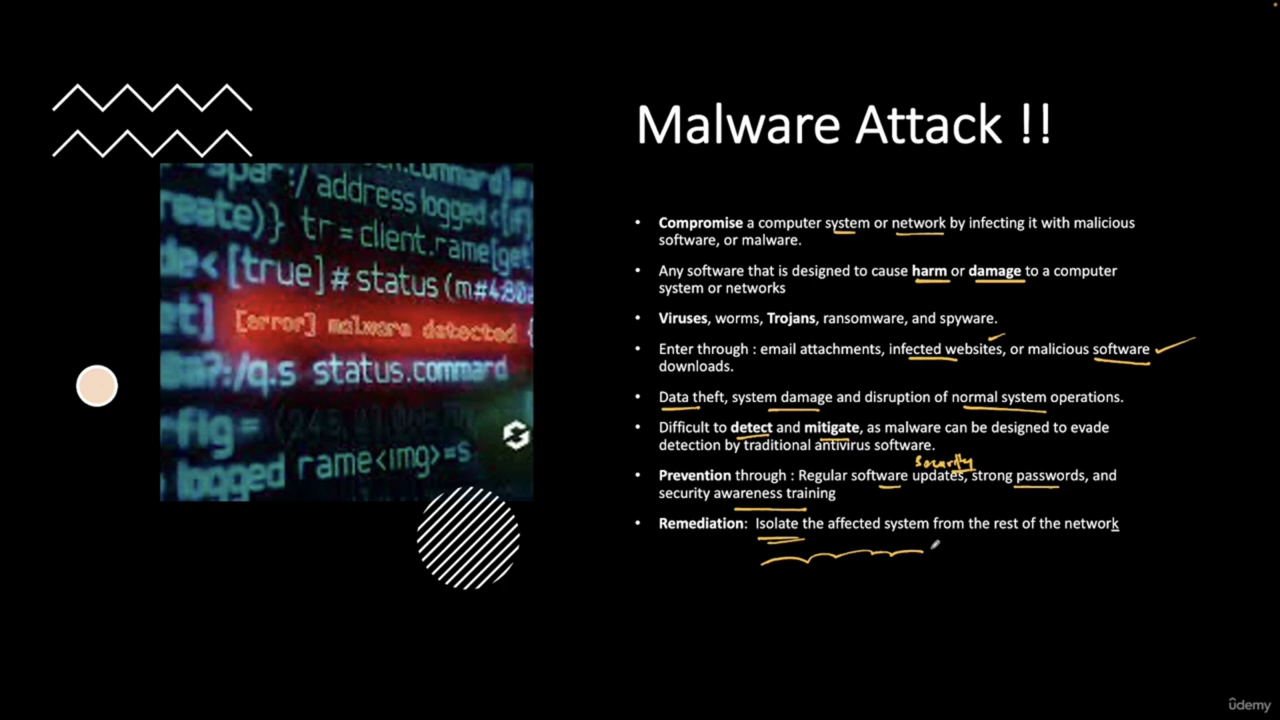 Malware Attack !!
spar:/ address logged <[if]
reate)} tr = client.rame[get
de< [true] # status (m#4:80a
et] [error] malware detected {
:/q.s status.command
fig =
logged rame<img>=s
• Compromise a computer system or network by infecting it with malicious
software, or malware.
• Any software that is designed to cause harm or damage to a computer
system or networks
• Viruses, worms, Trojans, ransomware, and spyware.
• Enter through : email attachments, infected websites, or malicious software
downloads.
• Data theft, system damage and disruption of normal system operations.
• Difficult to detect and mitigate, as malware can be designed to evade
detection by traditional antivirus software.
security
• Prevention through : Regular software updates, strong passwords, and
security awareness training
• Remediation: Isolate the affected system from the rest of the network
ûdemy